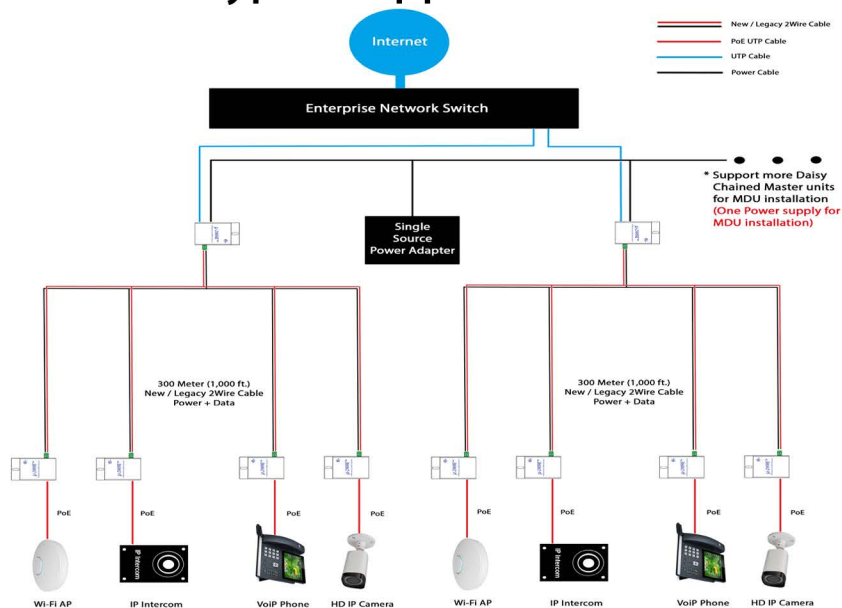 Internet
New / Legacy 2Wire Cable
PoE UTP Cable
UTP Cable
Power Cable
Enterprise Network Switch
* Support more Daisy
Chained Master units
for MDU installation
(One Power supply for
MDU installation)
Single
Source
Power Adapter
300 Meter (1,000 ft.)
New / Legacy 2Wire Cable
Power + Data
300 Meter (1,000 ft.)
New / Legacy 2Wire Cable
Power + Data
PoE
PoE
PoE
PoE
PoE
PoE
PoE
PoE
IP Intercom
IP Intercom
Wi-Fi AP
IP Intercom
VoiP Phone
HD IP Camera
Wi-Fi AP
IP Intercom
VoiP Phone
HD IP Camera